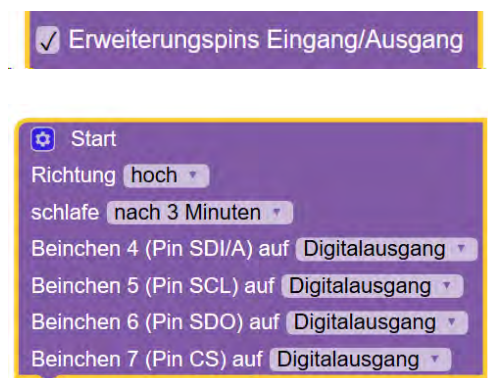 Erweiterungspins Eingang/Ausgang
Start
Richtung hoch
schlafe nach 3 Minuten
Beinchen 4 (Pin SDI/A) auf Digitalausgang
Beinchen 5 (Pin SCL) auf Digitalausgang
Beinchen 6 (Pin SDO) auf Digitalausgang
Beinchen 7 (Pin CS) auf Digitalausgang